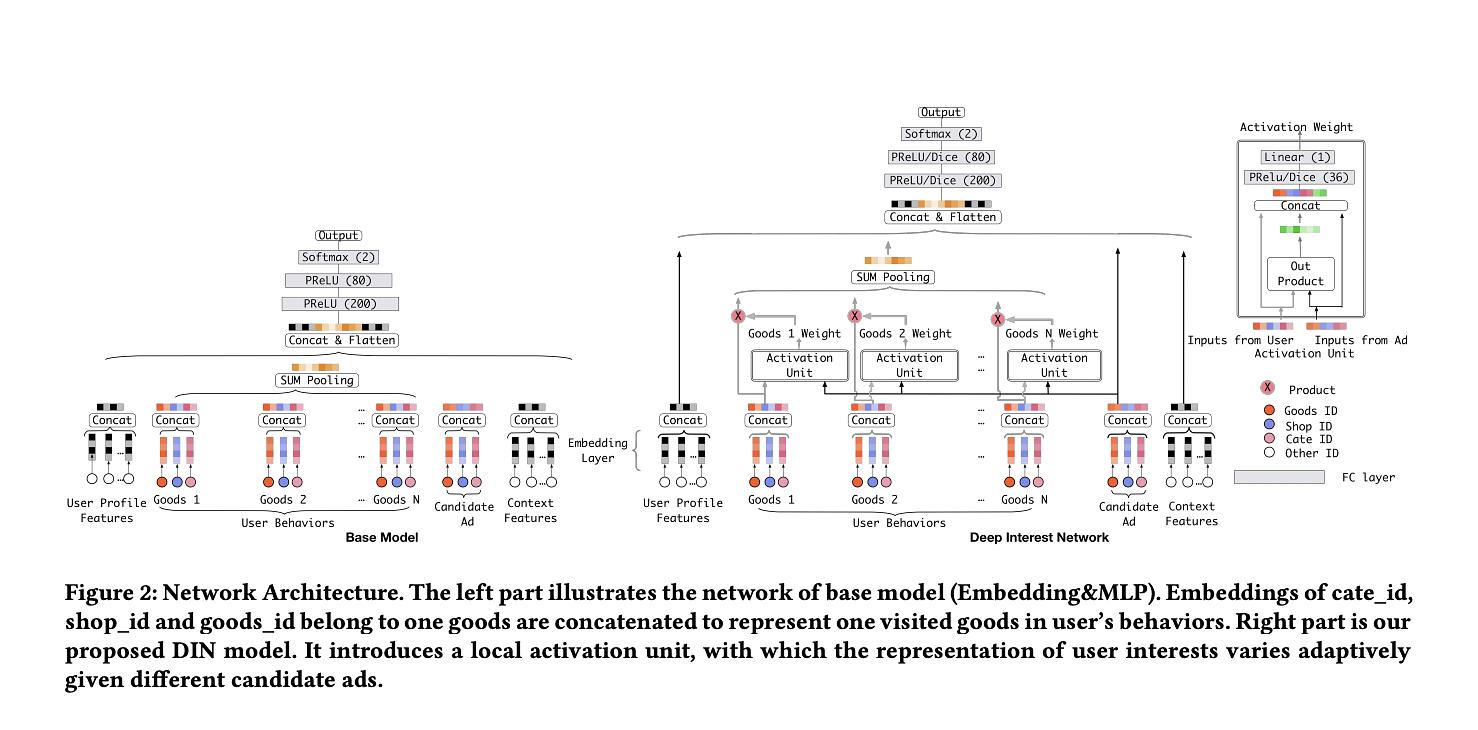 Output
Softmax (2)
PReLU (80)
PReLU (200)
Concat & Flatten
SUM Pooling
Concat Concat Concat ... Concat Concat Concat
... ... ...
User Profile Features
Goods 1 Goods 2 ... Goods N
Candidate Ad
Context Features
User Behaviors
Base Model
Output
Softmax (2)
PReLU/Dice (80)
PReLU/Dice (200)
Concat & Flatten
SUM Pooling
X X X
Goods 1 Weight Goods 2 Weight Goods N Weight
Activation Unit Activation Unit ... Activation Unit
Concat Concat Concat ... Concat Concat Concat
Embedding Layer
... ... ...
User Profile Features
Goods 1 Goods 2 ... Goods N
Candidate Ad
Context Features
User Behaviors
Deep Interest Network
Activation Weight
Linear (1)
PRelu/Dice (36)
Concat
Out Product
Inputs from User Inputs from Ad
Activation Unit
X Product
Goods ID
Shop ID
Cate ID
Other ID
FC layer
Figure 2: Network Architecture. The left part illustrates the network of base model (Embedding&MLP). Embeddings of cate_id,
shop_id and goods_id belong to one goods are concatenated to represent one visited goods in user's behaviors. Right part is our
proposed DIN model. It introduces a local activation unit, with which the representation of user interests varies adaptively
given different candidate ads.